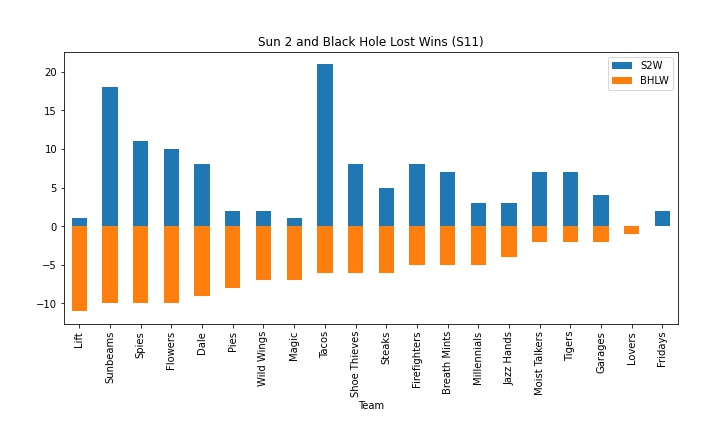 Sun 2 and Black Hole Lost Wins (S11)
S2W
BHLW
20
15
10
5
0
−5
−10
Lift
Sunbeams
Spies
Flowers
Dale
Pies
Wild Wings
Magic
Tacos
Shoe Thieves
Steaks
Firefighters
Breath Mints
Millennials
Jazz Hands
Moist Talkers
Tigers
Garages
Lovers
Fridays
Team